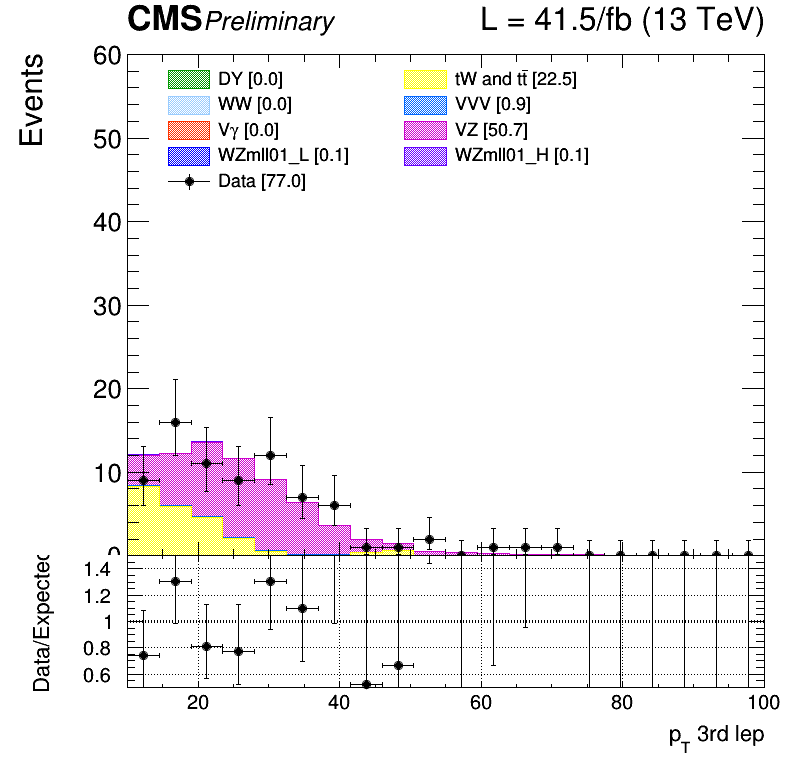 CMS Preliminary L = 41.5/fb (13 TeV)
Events
60
50
40
30
20
10
0
DY [0.0]
WW [0.0]
Vγ [0.0]
WZmll01_L [0.1]
Data [77.0]
tW and tt̄ [22.5]
VVV [0.9]
VZ [50.7]
WZmll01_H [0.1]
Data/Expected
1.4
1.2
1
0.8
0.6
20 40 60 80 100
p_T 3rd lep